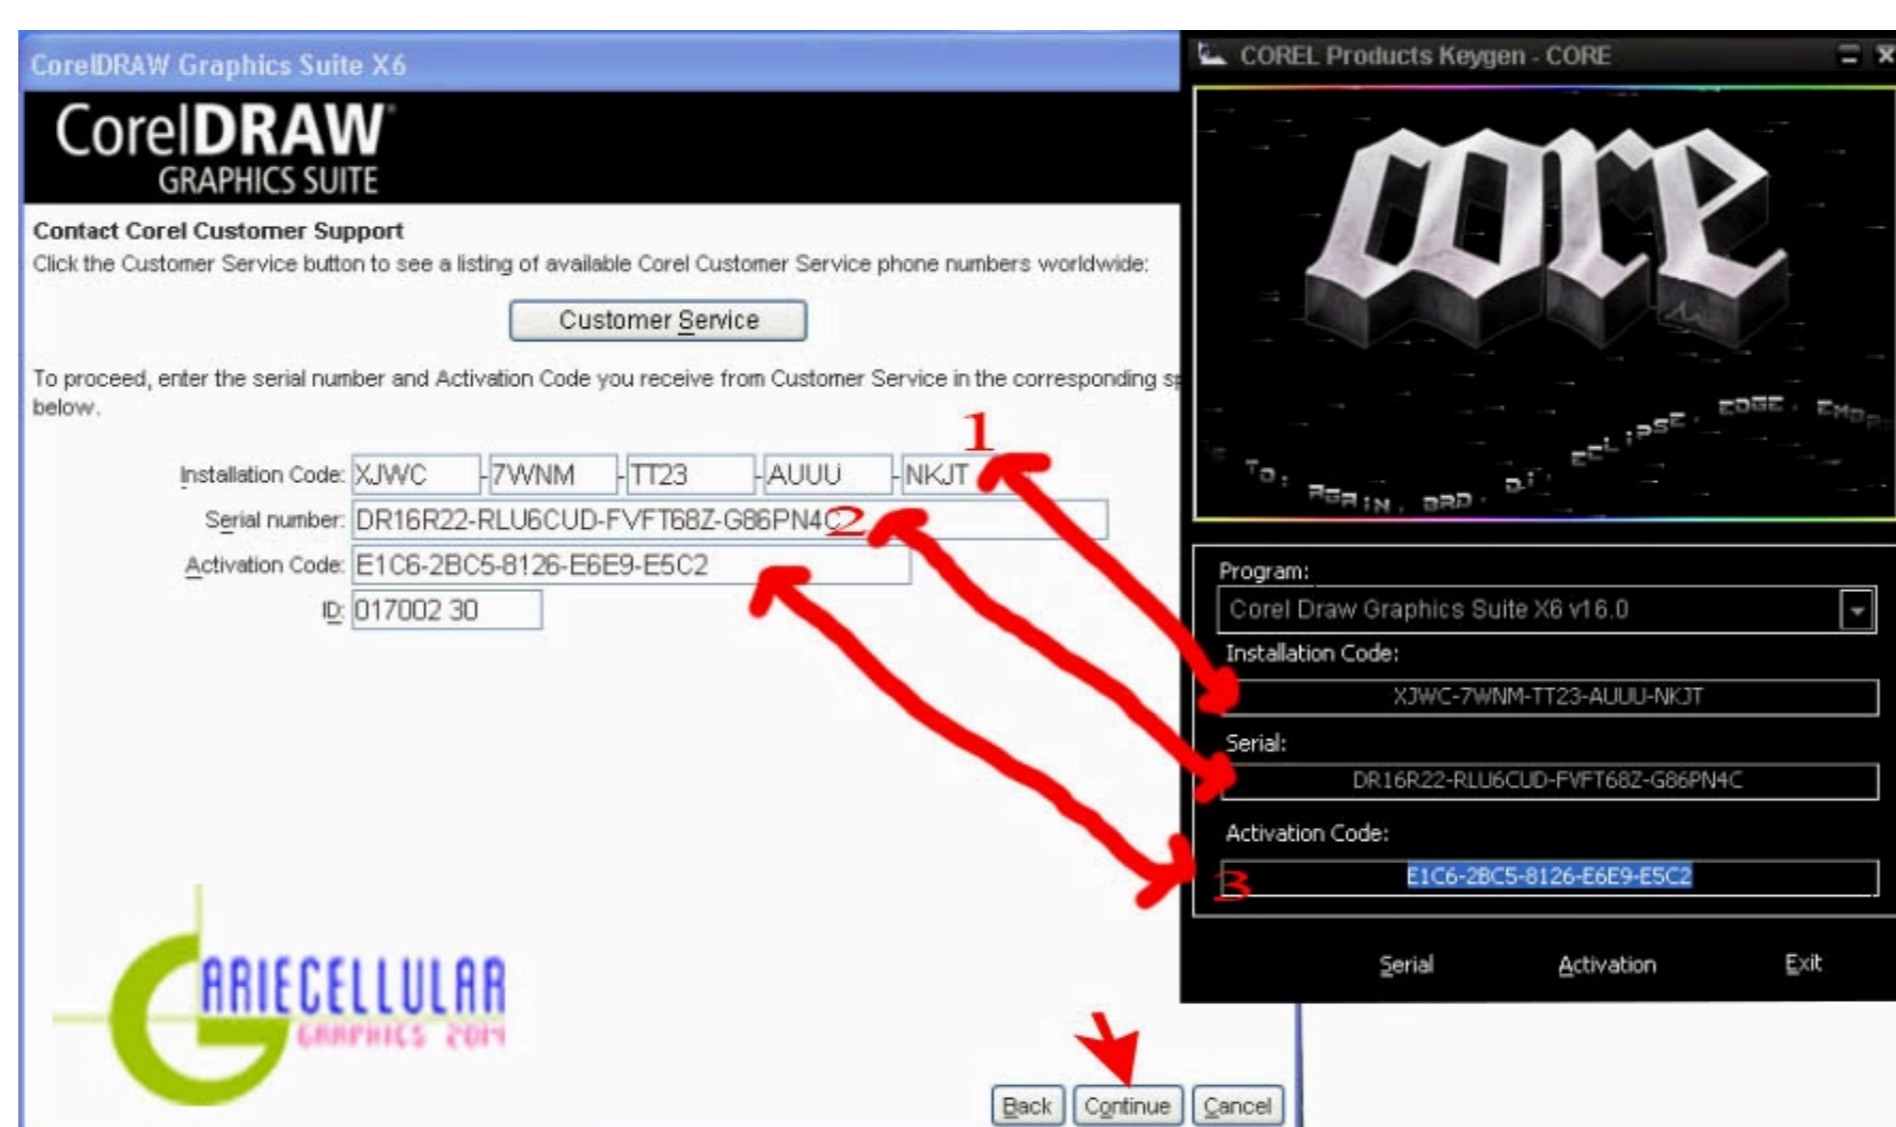 CorelDRAW Graphics Suite X6
CorelDRAW
GRAPHICS SUITE
Contact Corel Customer Support
Click the Customer Service button to see a listing of available Corel Customer Service phone numbers worldwide:
Customer Service
To proceed, enter the serial number and Activation Code you receive from Customer Service in the corresponding
below.
1
Installation Code: XJWC -7WNM -TT23 -AUUU -NKJT
Serial number: DR16R22-RLU6CUD-FVFT68Z-G86PN4C
2
Activation Code: E1C6-2BC5-8126-E6E9-E5C2
ID: 017002 30
ARIECELLULAR
GRAPHICS 2014
Back Continue Cancel
COREL Products Keygen - CORE
core
TO: AGAIN, BRD, D.I. ECLIPSE, EDGE,
Program:
Corel Draw Graphics Suite X6 v16.0
Installation Code:
XJWC-7WNM-TT23-AUUU-NKJT
Serial:
DR16R22-RLU6CUD-FVFT68Z-G86PN4C
Activation Code:
3
E1C6-2BC5-8126-E6E9-E5C2
Serial Activation Exit